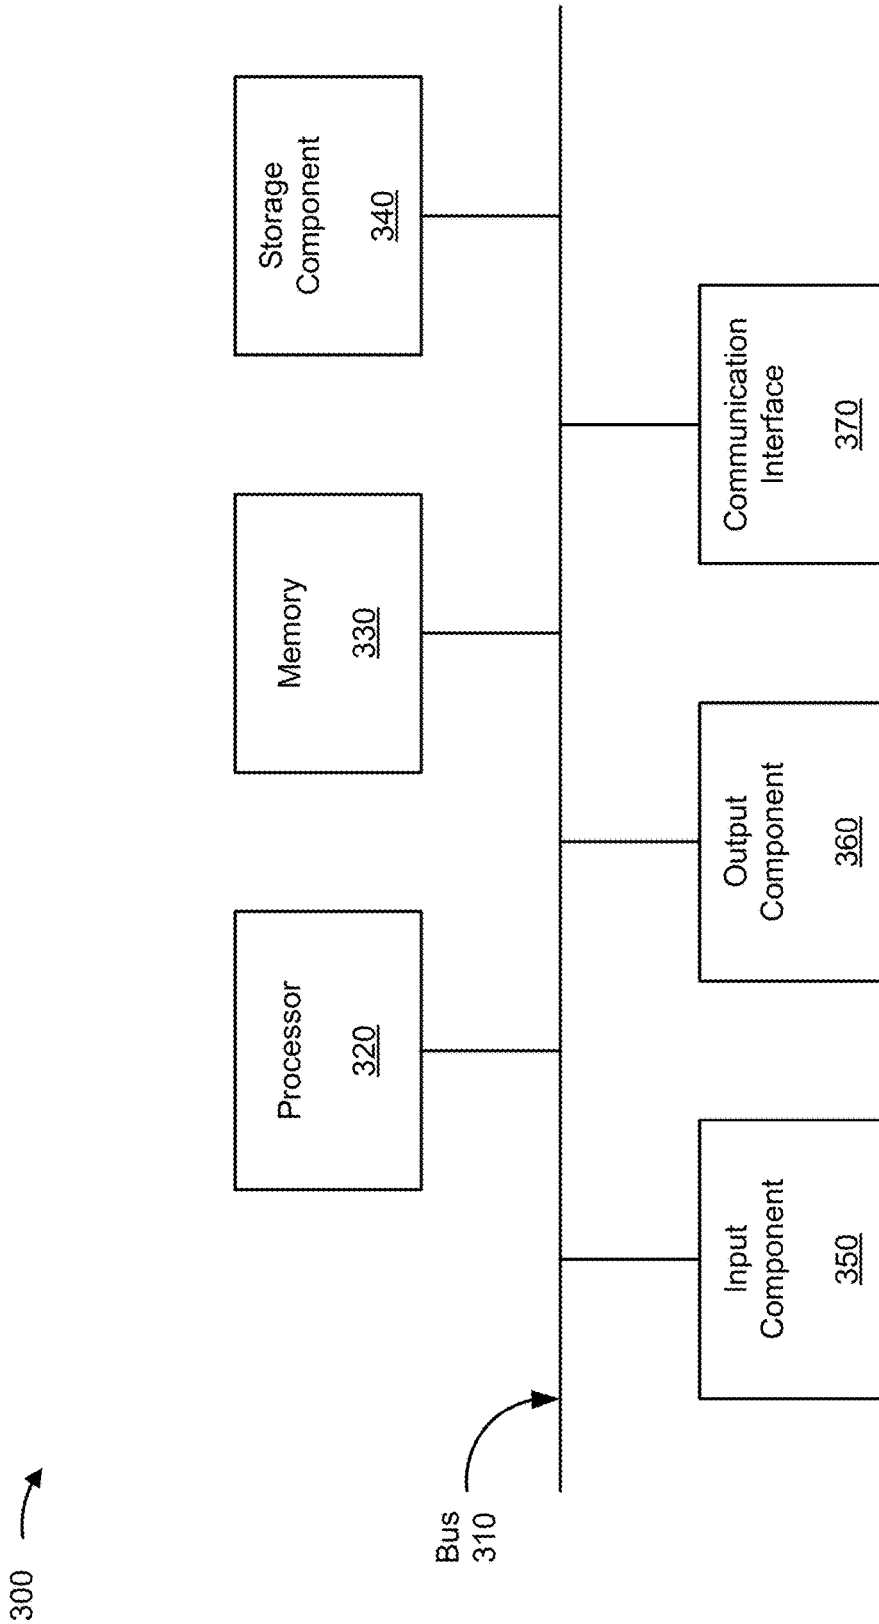 300
Bus
310
Processor
320
Memory
330
Storage
Component
340
Input
Component
350
Output
Component
360
Communication
Interface
370